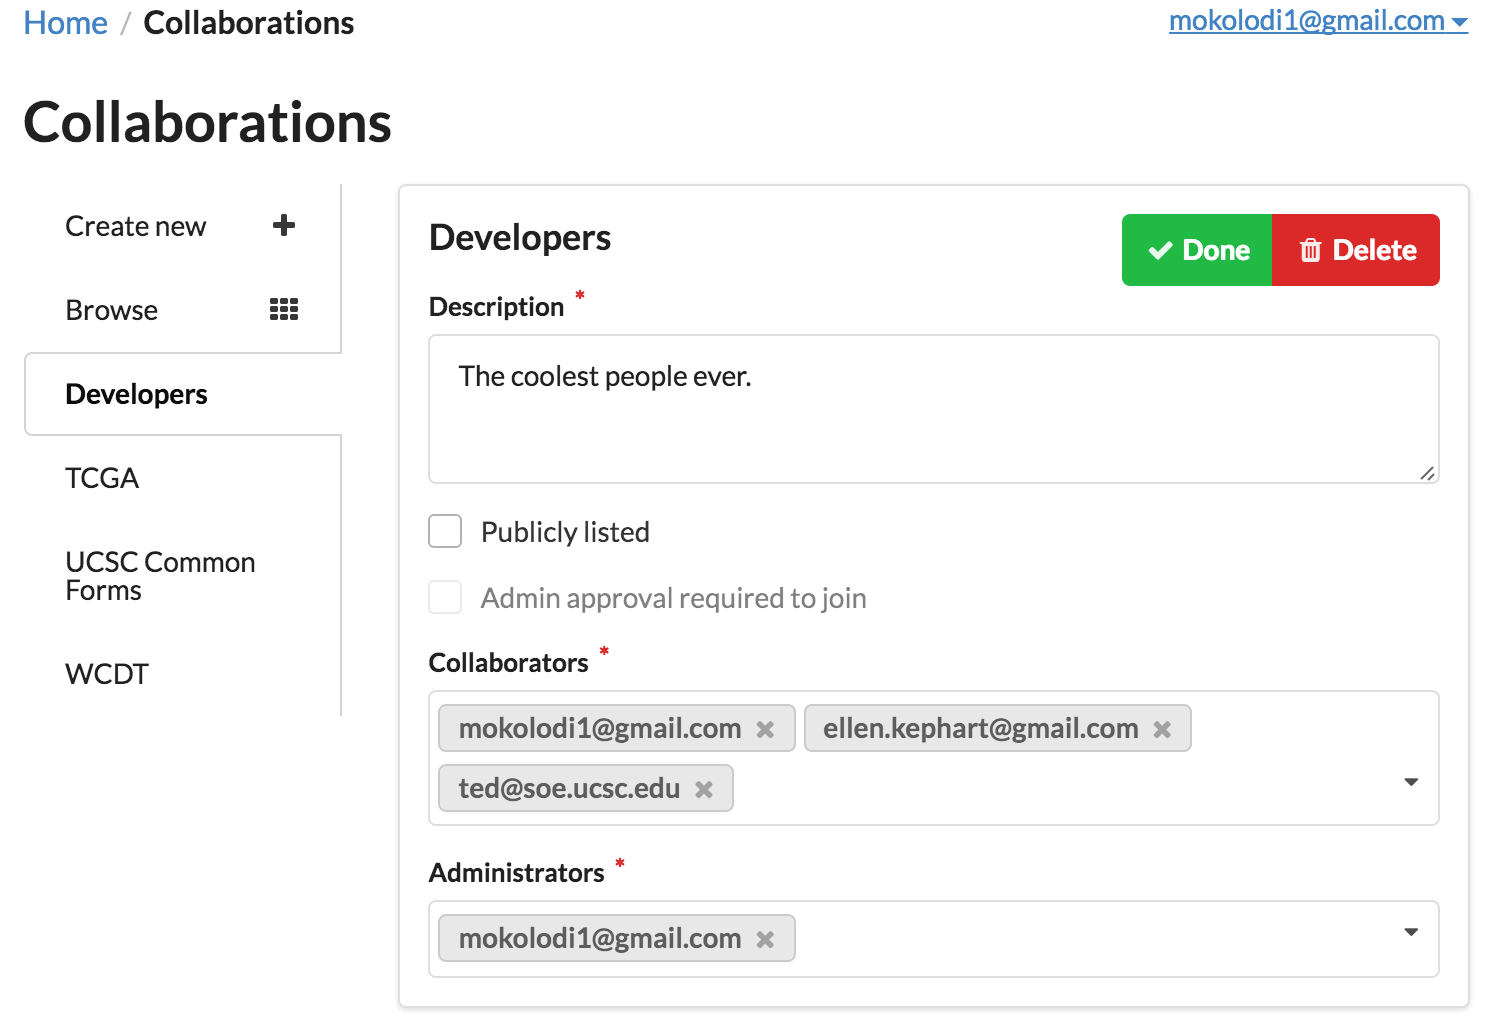 Home / Collaborations
mokolodi1@gmail.com
Collaborations
Create new
Browse
Developers
TCGA
UCSC Common
Forms
WCDT
Developers
Done
Delete
Description *
The coolest people ever.
Publicly listed
Admin approval required to join
Collaborators *
mokolodi1@gmail.com
ellen.kephart@gmail.com
ted@soe.ucsc.edu
Administrators *
mokolodi1@gmail.com